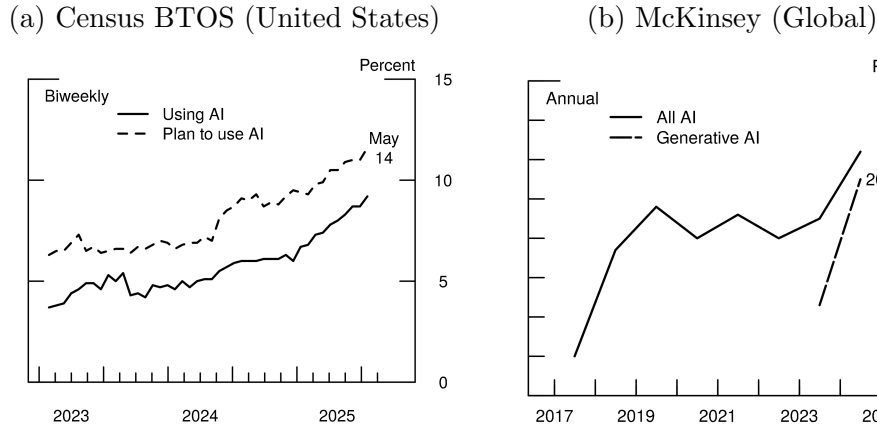 (a) Census BTOS (United States)
Percent
15
Biweekly
Using AI
Plan to use AI
May
14
10
5
0
2023 2024 2025
(b) McKinsey (Global)
Annual
All AI
Generative AI
2017 2019 2021 2023